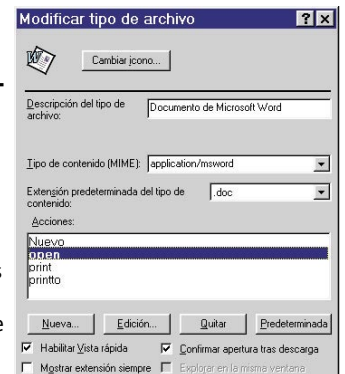 Modificar tipo de archivo
Cambiar icono...
Descripción del tipo de archivo:
Documento de Microsoft Word
Tipo de contenido (MIME): application/msword
Extensión predeterminada del tipo de contenido: .doc
Acciones:
Nuevo
open
print
printto
Nueva... Edición... Quitar Predeterminada
Habilitar Vista rápida Confirmar apertura tras descarga
Mostrar extensión siempre Explorar en la misma ventana